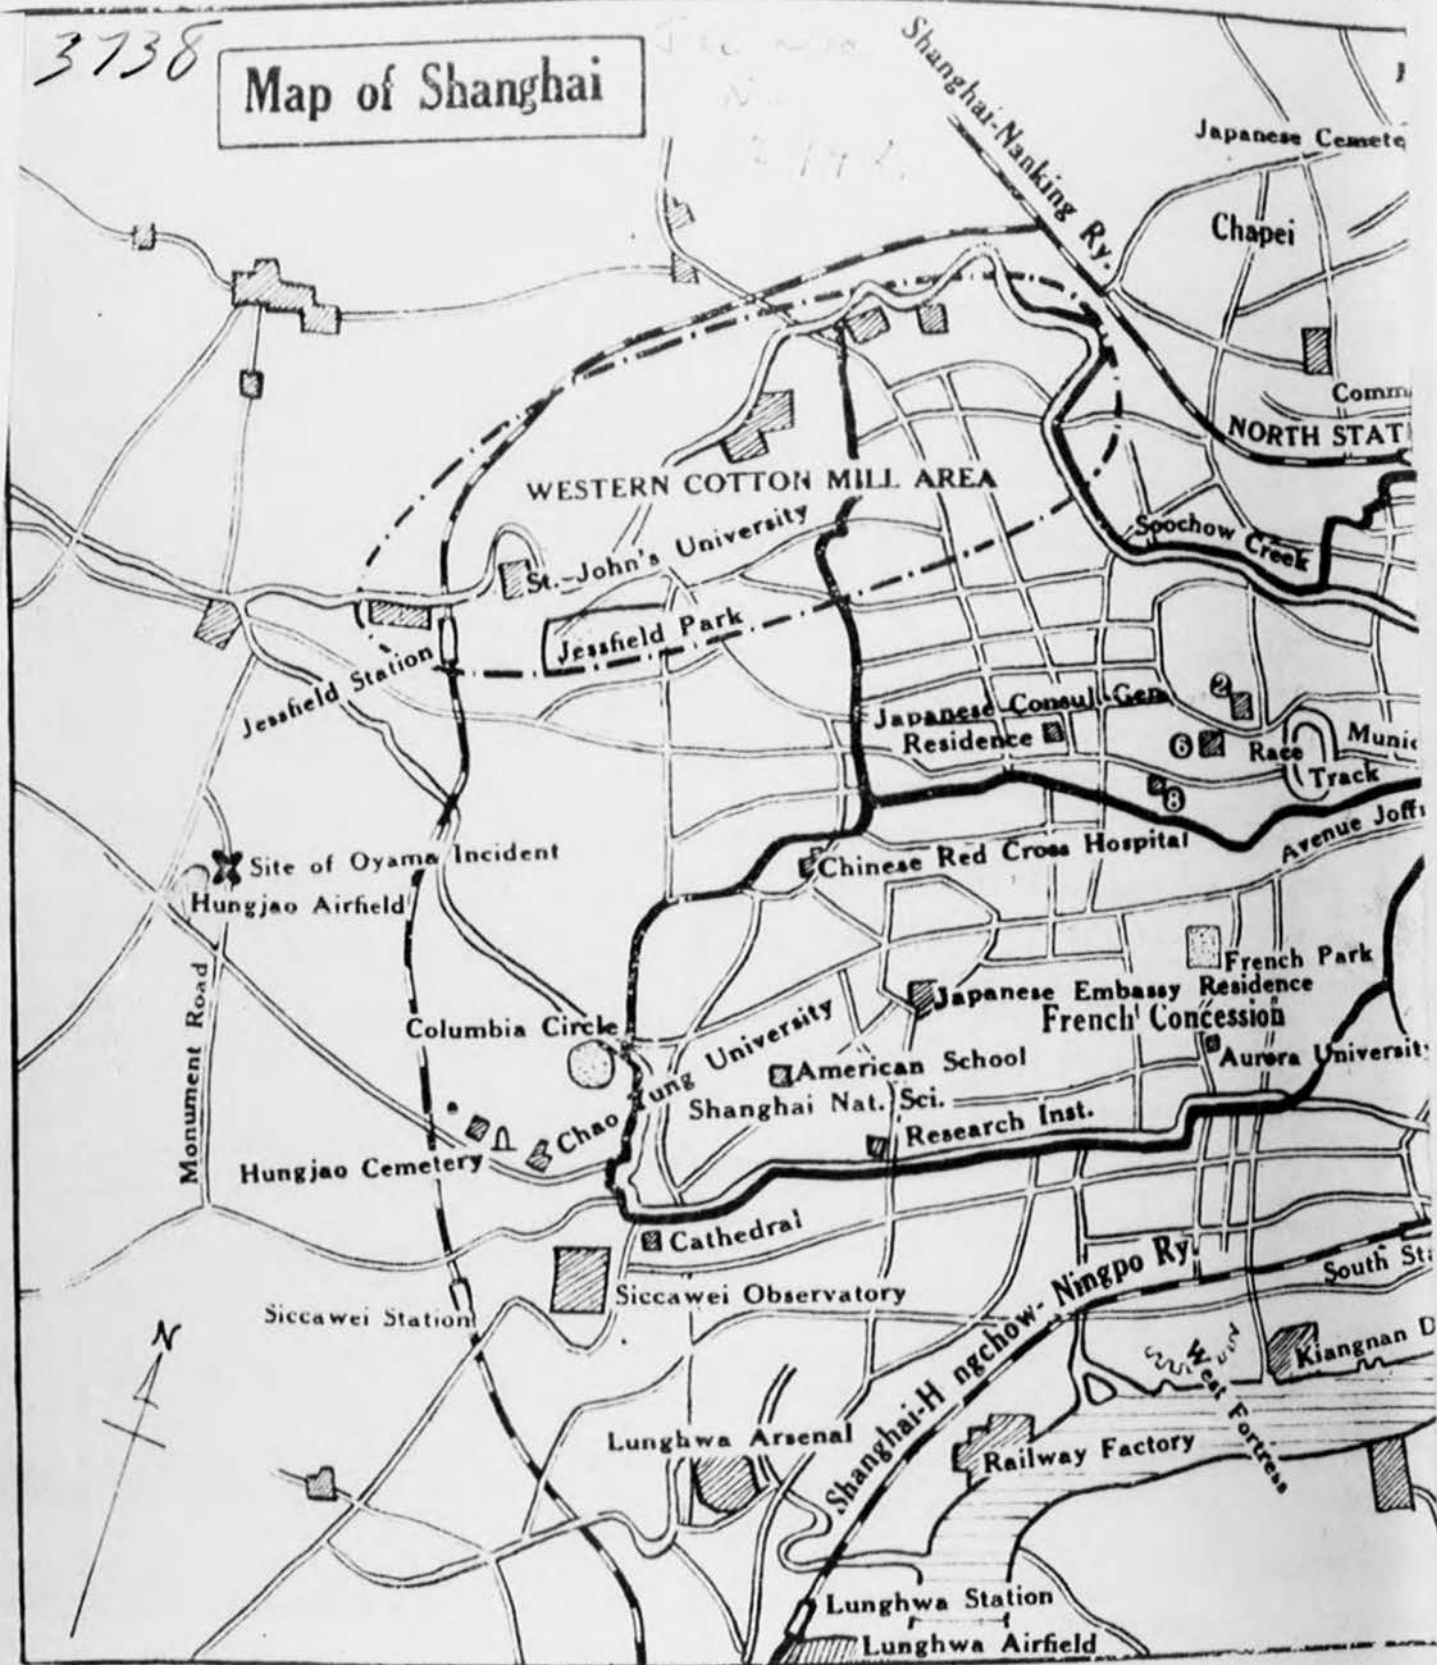 3738
Map of Shanghai
Shanghai-Nanking Ry.
Japanese Cemete
Chapei
Comm
NORTH STATI
WESTERN COTTON MILL AREA
Soochow Creek
St.-John's University
Jessfield Park
Jessfield Station
Japanese Consul-Gen
Residence
2
6
Race
Track
Munic
8
Avenue Joff
Chinese Red Cross Hospital
Site of Oyama Incident
Hungjao Airfield
French Park
Japanese Embassy Residence
French Concession
Monument Road
Columbia Circle
Aurora University
American School
Chao Tung University
Shanghai Nat. Sci.
Research Inst.
Hungjao Cemetery
Cathedral
Siccawei Observatory
Siccawei Station
Shanghai-H ngchow-Ningpo Ry.
South Sta
N
Kiangnan D
West Fortress
Lunghwa Arsenal
Railway Factory
Lunghwa Station
Lunghwa Airfield